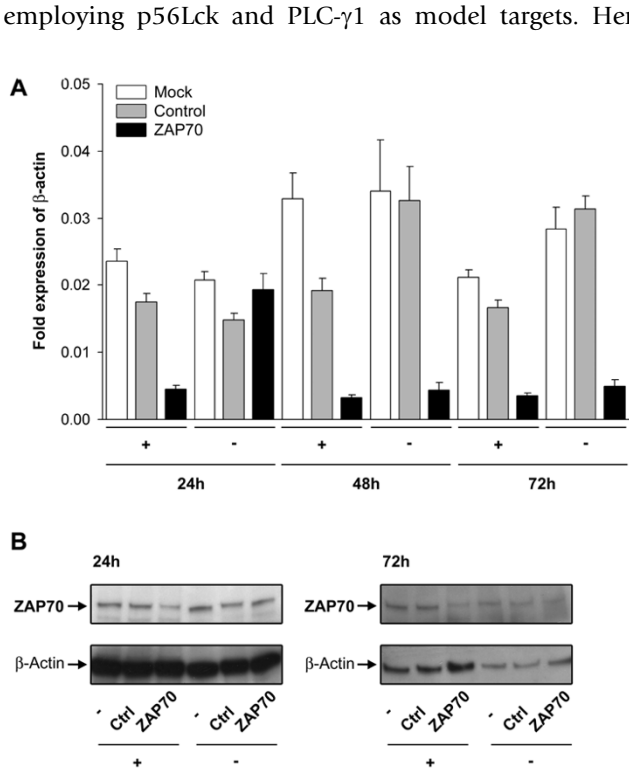 employing p56Lck and PLC-γ1 as model targets. Her
A
0.05
0.04
0.03
0.02
0.01
0.00
Fold expression of β-actin
Mock
Control
ZAP70
+ - + - + -
24h 48h 72h
B
24h 72h
ZAP70 ZAP70
β-Actin β-Actin
- Ctrl ZAP70 - Ctrl ZAP70 - Ctrl ZAP70 - Ctrl ZAP70
+ - + -